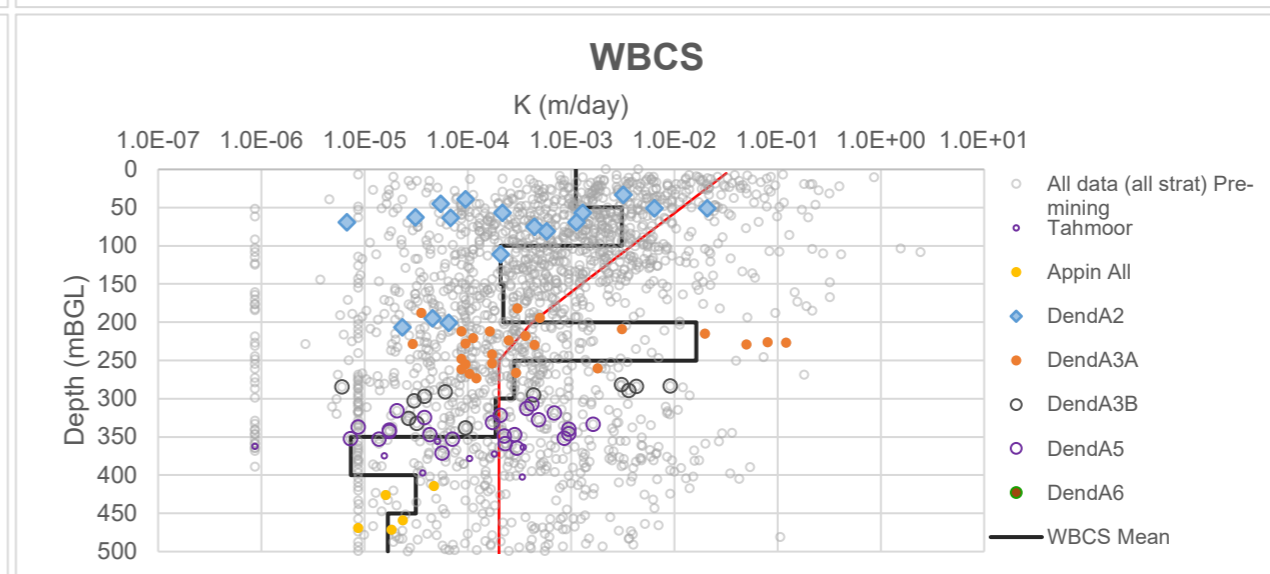 WBCS
K (m/day)
1.0E-07 1.0E-06 1.0E-05 1.0E-04 1.0E-03 1.0E-02 1.0E-01 1.0E+00 1.0E+01
Depth (mBGL)
0
50
100
150
200
250
300
350
400
450
500
All data (all strat) Pre-
mining
Tahmoor
Appin All
DendA2
DendA3A
DendA3B
DendA5
DendA6
WBCS Mean